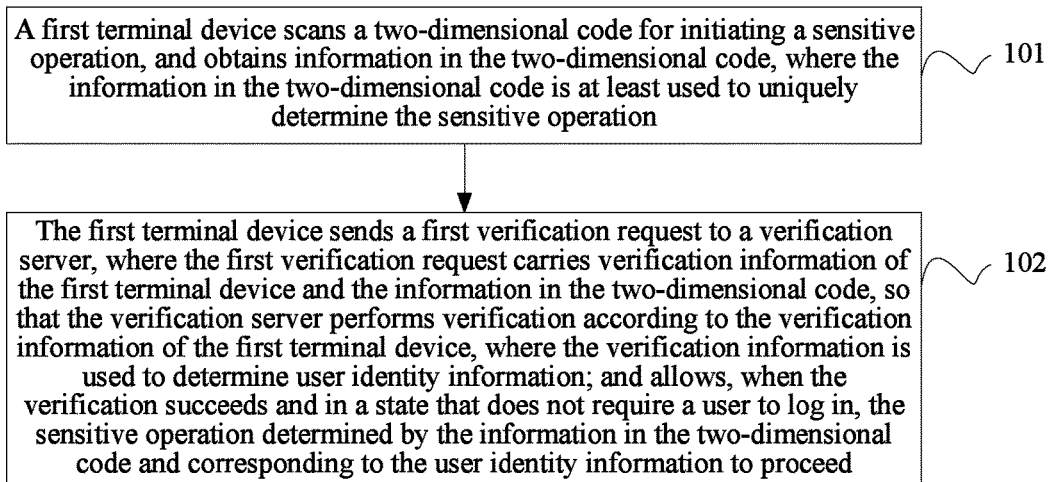 A first terminal device scans a two-dimensional code for initiating a sensitive
operation, and obtains information in the two-dimensional code, where the
information in the two-dimensional code is at least used to uniquely
determine the sensitive operation
101
The first terminal device sends a first verification request to a verification
server, where the first verification request carries verification information of
the first terminal device and the information in the two-dimensional code, so
that the verification server performs verification according to the verification
information of the first terminal device, where the verification information is
used to determine user identity information; and allows, when the
verification succeeds and in a state that does not require a user to log in, the
sensitive operation determined by the information in the two-dimensional
code and corresponding to the user identity information to proceed
102